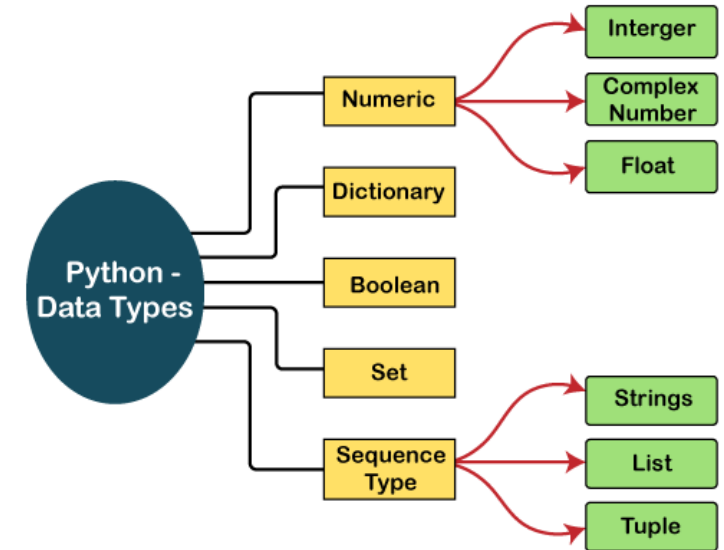 Python -
Data Types
Numeric
Dictionary
Boolean
Set
Sequence
Type
Interger
Complex
Number
Float
Strings
List
Tuple